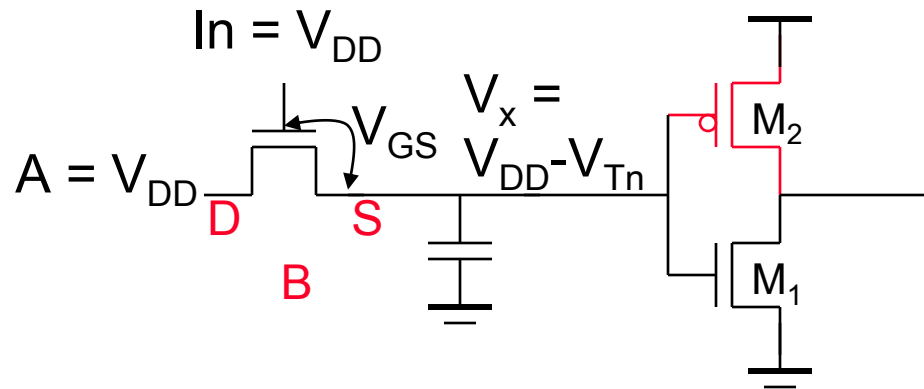 In = V_DD
V_GS
V_x =
V_DD-V_Tn
M_2
A = V_DD
D
S
B
M_1